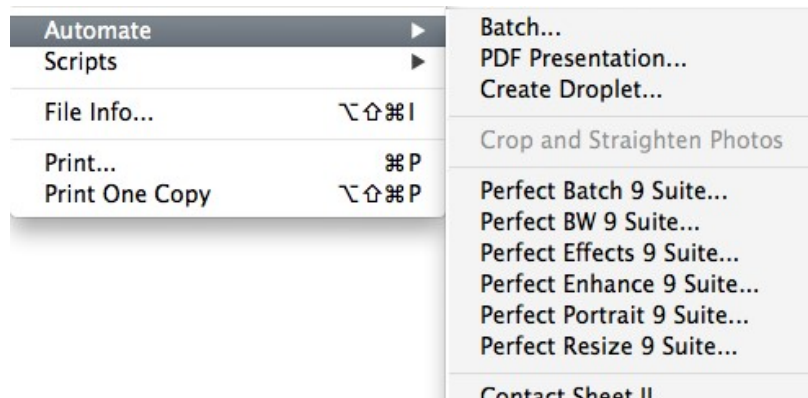 Automate ▶
Scripts ▶
File Info... ⌥⇧⌘I
Print... ⌘P
Print One Copy ⌥⇧⌘P
Batch...
PDF Presentation...
Create Droplet...
Crop and Straighten Photos
Perfect Batch 9 Suite...
Perfect BW 9 Suite...
Perfect Effects 9 Suite...
Perfect Enhance 9 Suite...
Perfect Portrait 9 Suite...
Perfect Resize 9 Suite...
Contact Sheet II